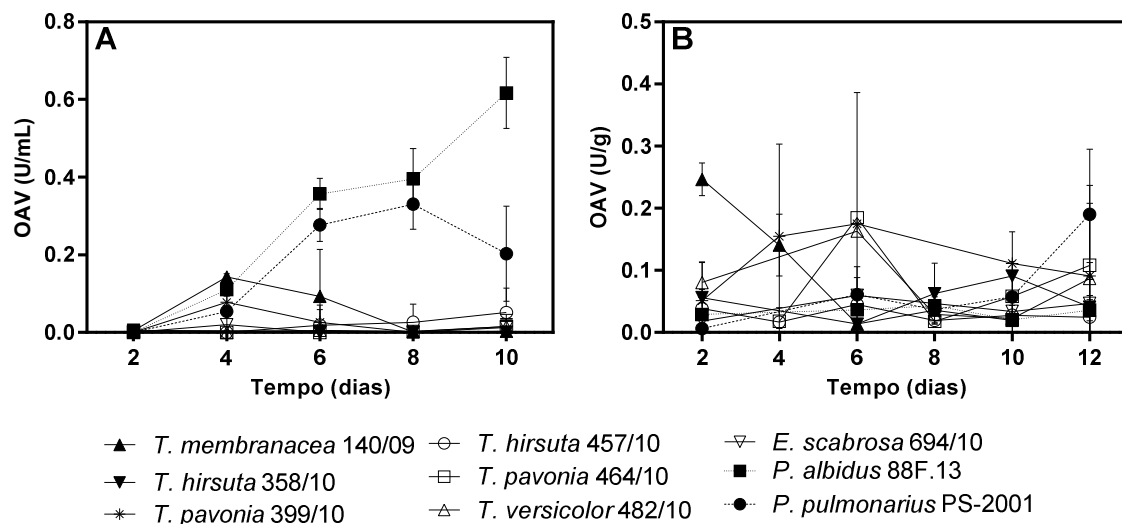 A
OAV (U/mL)
0.8
0.6
0.4
0.2
0.0
2 4 6 8 10
Tempo (dias)
B
OAV (U/g)
0.5
0.4
0.3
0.2
0.1
0.0
2 4 6 8 10 12
Tempo (dias)
T. membranacea 140/09
T. hirsuta 358/10
T. pavonia 399/10
T. hirsuta 457/10
T. pavonia 464/10
T. versicolor 482/10
E. scabrosa 694/10
P. albidus 88F.13
P. pulmonarius PS-2001